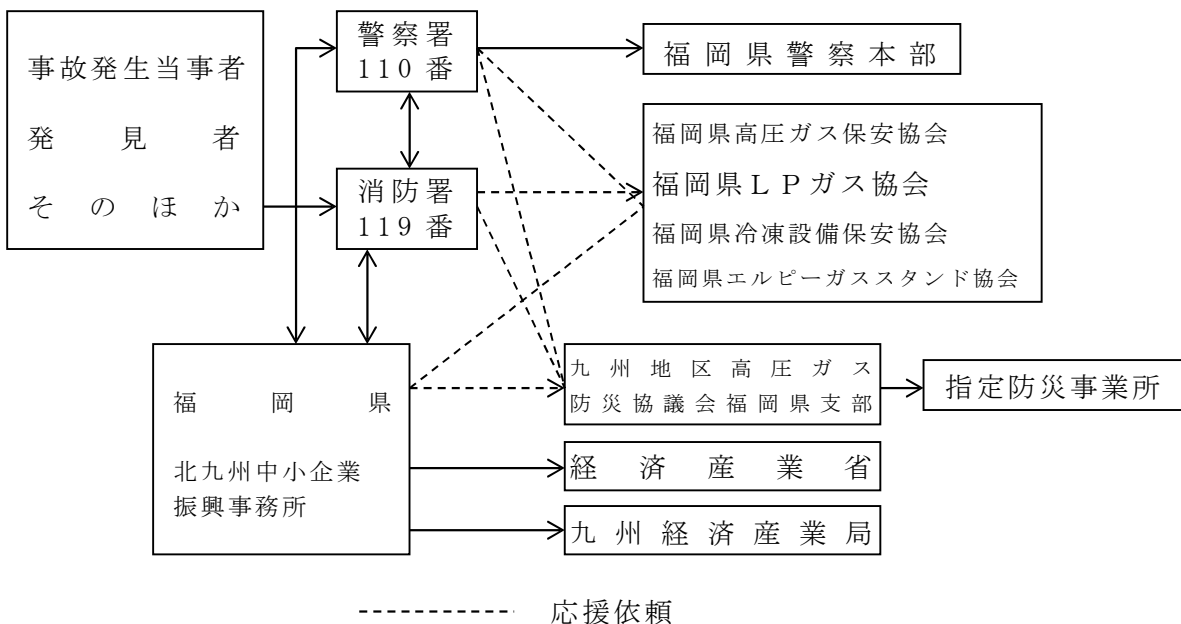 事故発生当事者
発見者
そのほか
警察署
110番
消防署
119番
福岡県警察本部
福岡県高圧ガス保安協会
福岡県LPガス協会
福岡県冷凍設備保安協会
福岡県エルピーガススタンド協会
福岡県
北九州中小企業
振興事務所
九州地区高圧ガス
防災協議会福岡県支部
指定防災事業所
経済産業省
九州経済産業局
応援依頼